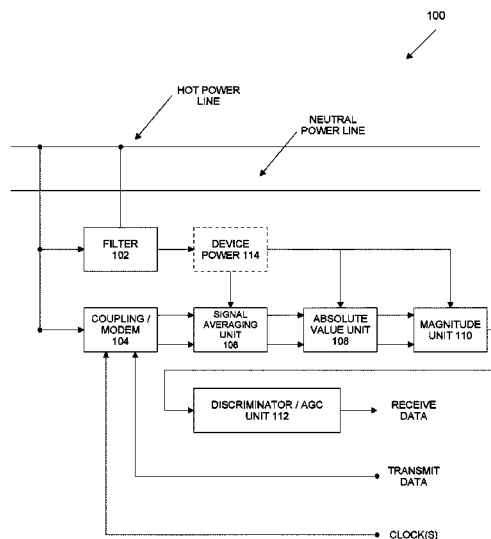 100
HOT POWER
LINE
NEUTRAL
POWER LINE
FILTER
102
DEVICE
POWER 114
COUPLING /
MODEM
104
SIGNAL
AVERAGING
UNIT
106
ABSOLUTE
VALUE UNIT
108
MAGNITUDE
UNIT 110
DISCRIMINATOR / AGC
UNIT 112
RECEIVE
DATA
TRANSMIT
DATA
CLOCK(S)